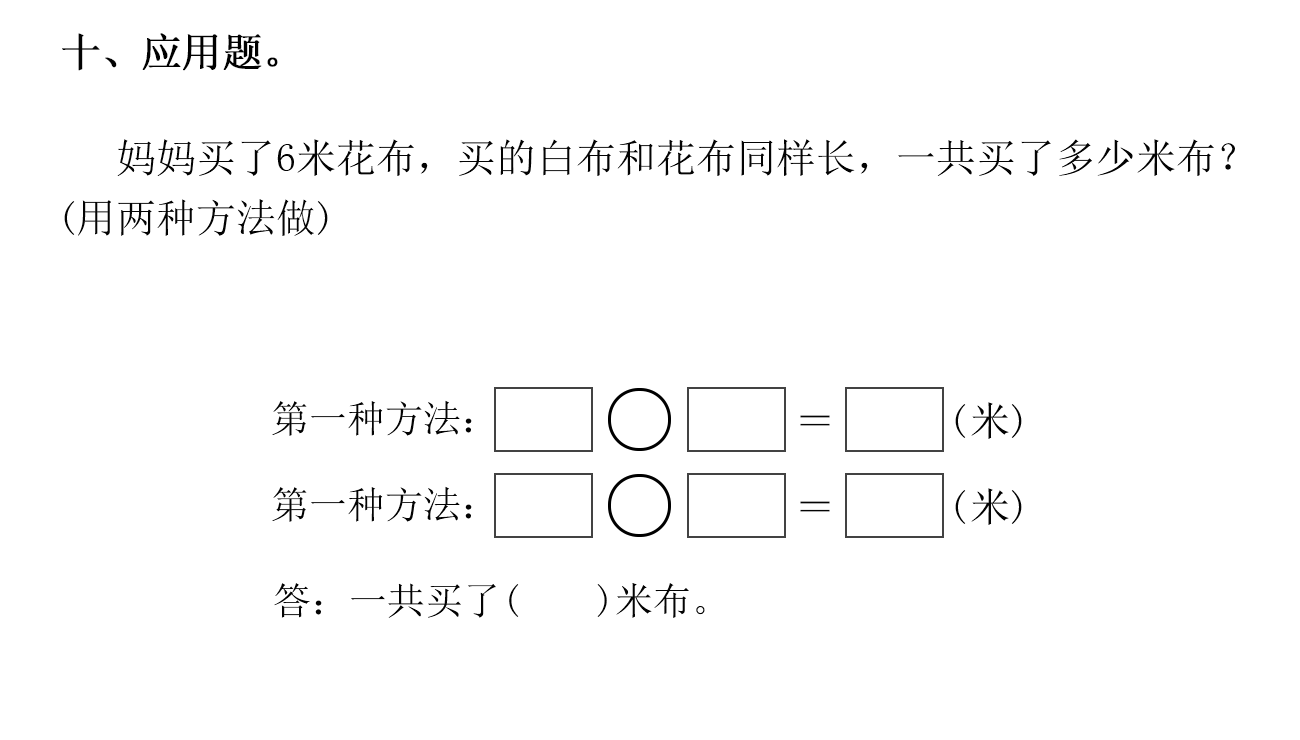 十、应用题。
妈妈买了6米花布，买的白布和花布同样长，一共买了多少米布？
(用两种方法做)
第一种方法： = (米)
第一种方法： = (米)
答：一共买了( )米布。